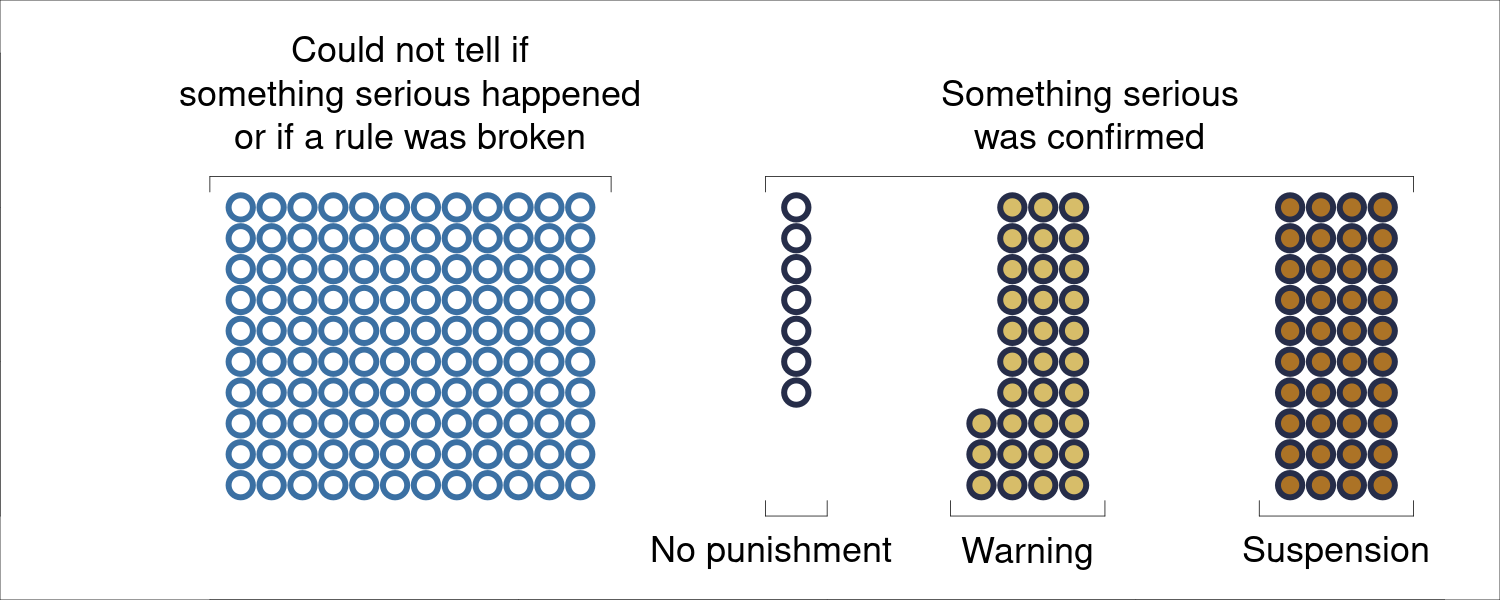 Could not tell if
something serious happened
or if a rule was broken
Something serious
was confirmed
No punishment
Warning
Suspension